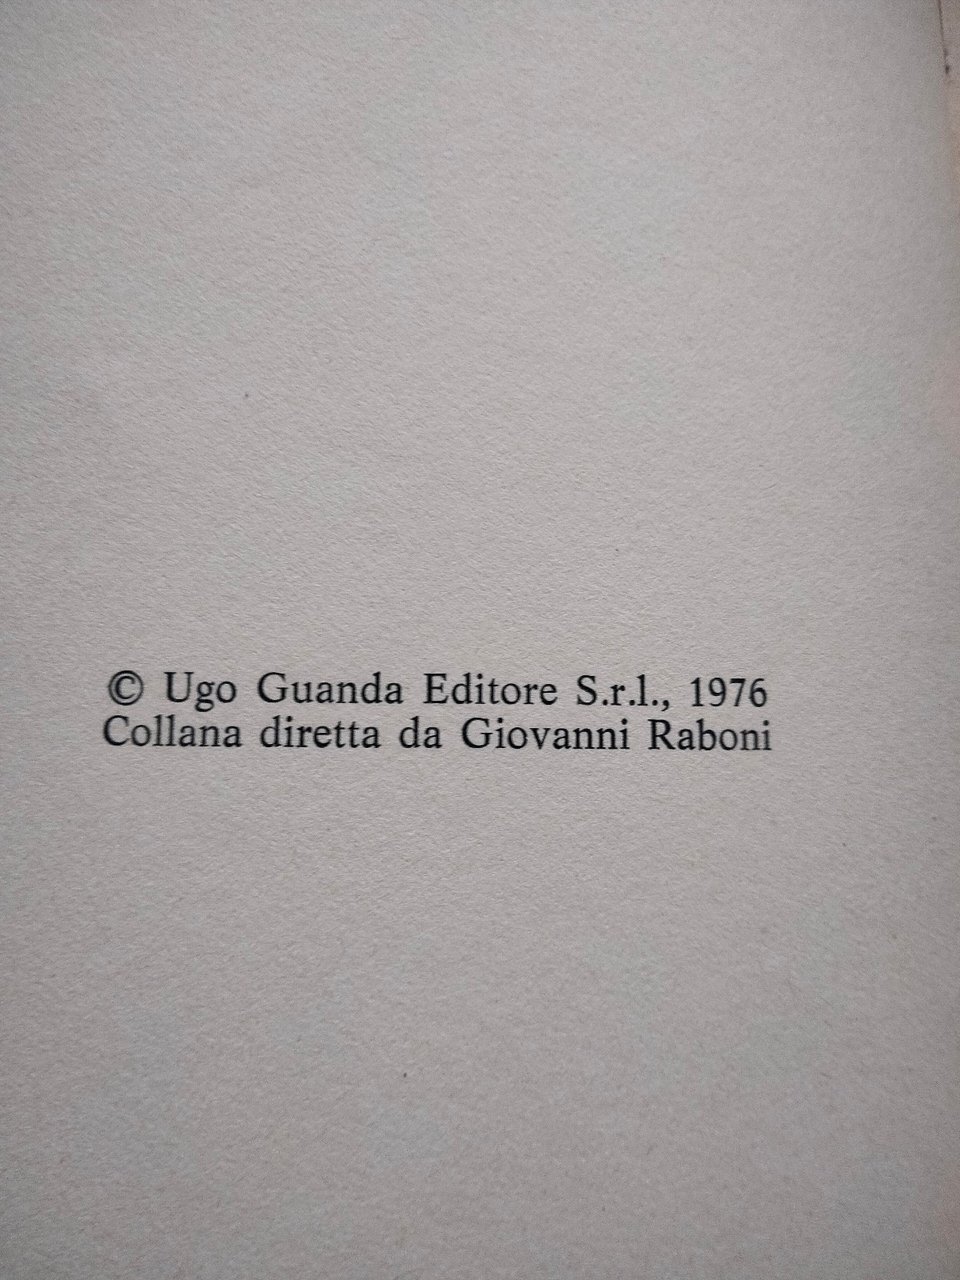 © Ugo Guanda Editore S.r.l., 1976
Collana diretta da Giovanni Raboni